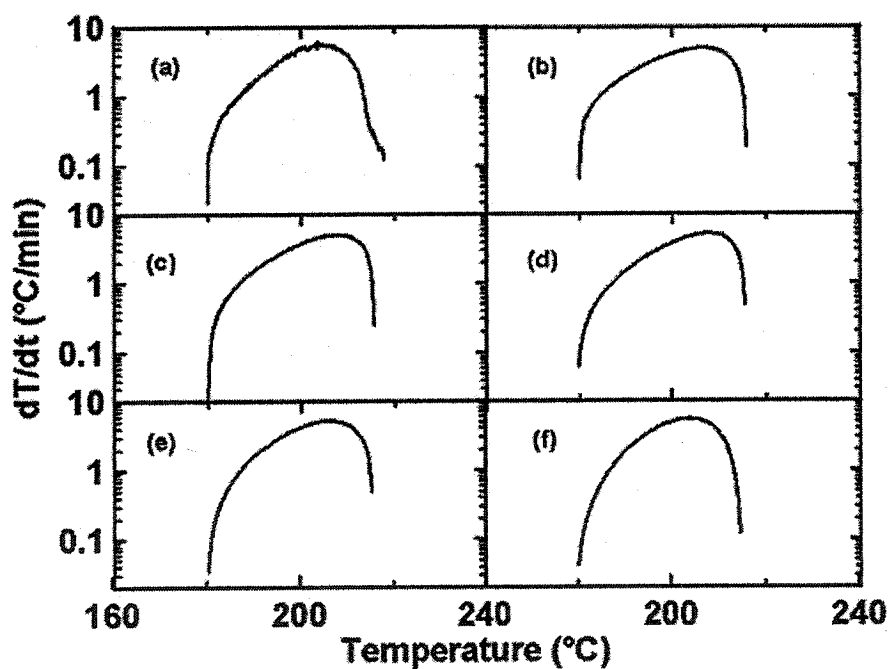 10
1
0.1
10
1
0.1
10
1
0.1
(a)
(b)
(c)
(d)
(e)
(f)
dT/dt (°C/min)
160 200 240 200 240
Temperature (°C)